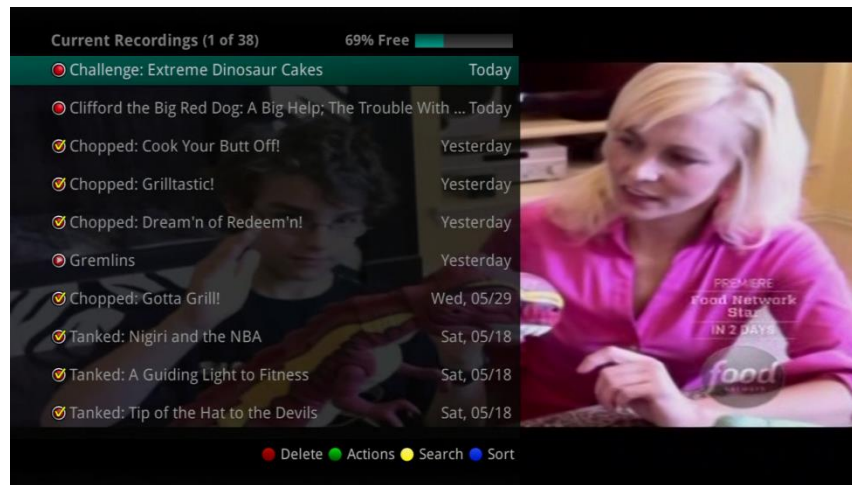 Current Recordings (1 of 38) 69% Free
Challenge: Extreme Dinosaur Cakes Today
Clifford the Big Red Dog: A Big Help; The Trouble With ... Today
Chopped: Cook Your Butt Off! Yesterday
Chopped: Grilltastic! Yesterday
Chopped: Dream'n of Redeem'n! Yesterday
Gremlins Yesterday
Chopped: Gotta Grill! Wed, 05/29
Tanked: Nigiri and the NBA Sat, 05/18
Tanked: A Guiding Light to Fitness Sat, 05/18
Tanked: Tip of the Hat to the Devils Sat, 05/18
Delete Actions Search Sort
PREMIERE
Food Network
Star
IN 2 DAYS
food
NETWORK